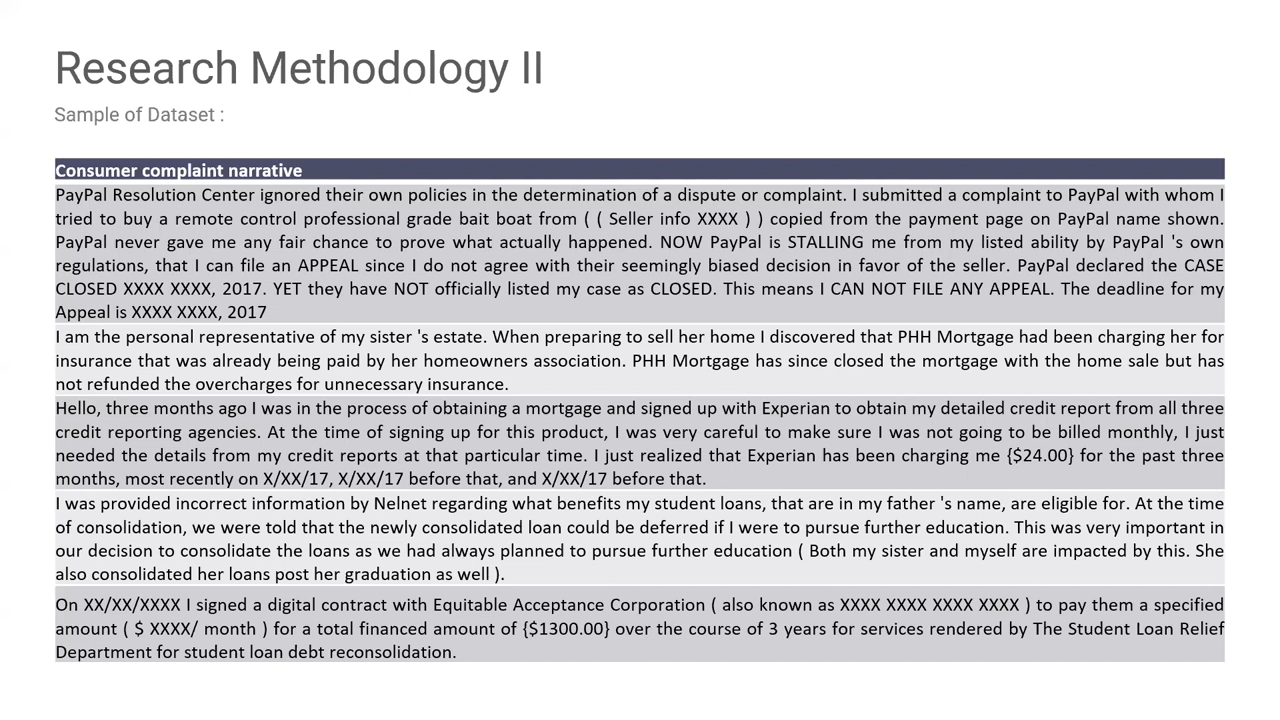 Research Methodology II
Sample of Dataset :
Consumer complaint narrative
PayPal Resolution Center ignored their own policies in the determination of a dispute or complaint. I submitted a complaint to PayPal with whom I
tried to buy a remote control professional grade bait boat from ( ( Seller info XXXX ) ) copied from the payment page on PayPal name shown.
PayPal never gave me any fair chance to prove what actually happened. NOW PayPal is STALLING me from my listed ability by PayPal 's own
regulations, that I can file an APPEAL since I do not agree with their seemingly biased decision in favor of the seller. PayPal declared the CASE
CLOSED XXXX XXXX, 2017. YET they have NOT officially listed my case as CLOSED. This means I CAN NOT FILE ANY APPEAL. The deadline for my
Appeal is XXXX XXXX, 2017
I am the personal representative of my sister 's estate. When preparing to sell her home I discovered that PHH Mortgage had been charging her for
insurance that was already being paid by her homeowners association. PHH Mortgage has since closed the mortgage with the home sale but has
not refunded the overcharges for unnecessary insurance.
Hello, three months ago I was in the process of obtaining a mortgage and signed up with Experian to obtain my detailed credit report from all three
credit reporting agencies. At the time of signing up for this product, I was very careful to make sure I was not going to be billed monthly, I just
needed the details from my credit reports at that particular time. I just realized that Experian has been charging me {$24.00} for the past three
months, most recently on X/XX/17, X/XX/17 before that, and X/XX/17 before that.
I was provided incorrect information by Nelnet regarding what benefits my student loans, that are in my father 's name, are eligible for. At the time
of consolidation, we were told that the newly consolidated loan could be deferred if I were to pursue further education. This was very important in
our decision to consolidate the loans as we had always planned to pursue further education ( Both my sister and myself are impacted by this. She
also consolidated her loans post her graduation as well ).
On XX/XX/XXXX I signed a digital contract with Equitable Acceptance Corporation ( also known as XXXX XXXX XXXX XXXX ) to pay them a specified
amount ( $ XXXX/ month ) for a total financed amount of {$1300.00} over the course of 3 years for services rendered by The Student Loan Relief
Department for student loan debt reconsolidation.